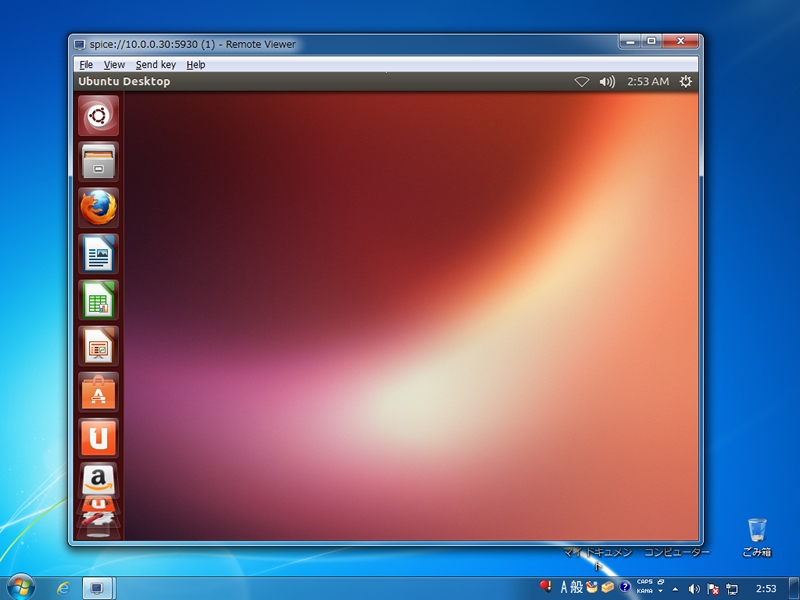 spice://10.0.0.30:5930 (1) - Remote Viewer
File View Send key Help
Ubuntu Desktop 2:53 AM
U
a
マイ ドキュメン
ト
コンピューター
ごみ箱
A 般
CAPS
KANA
2:53